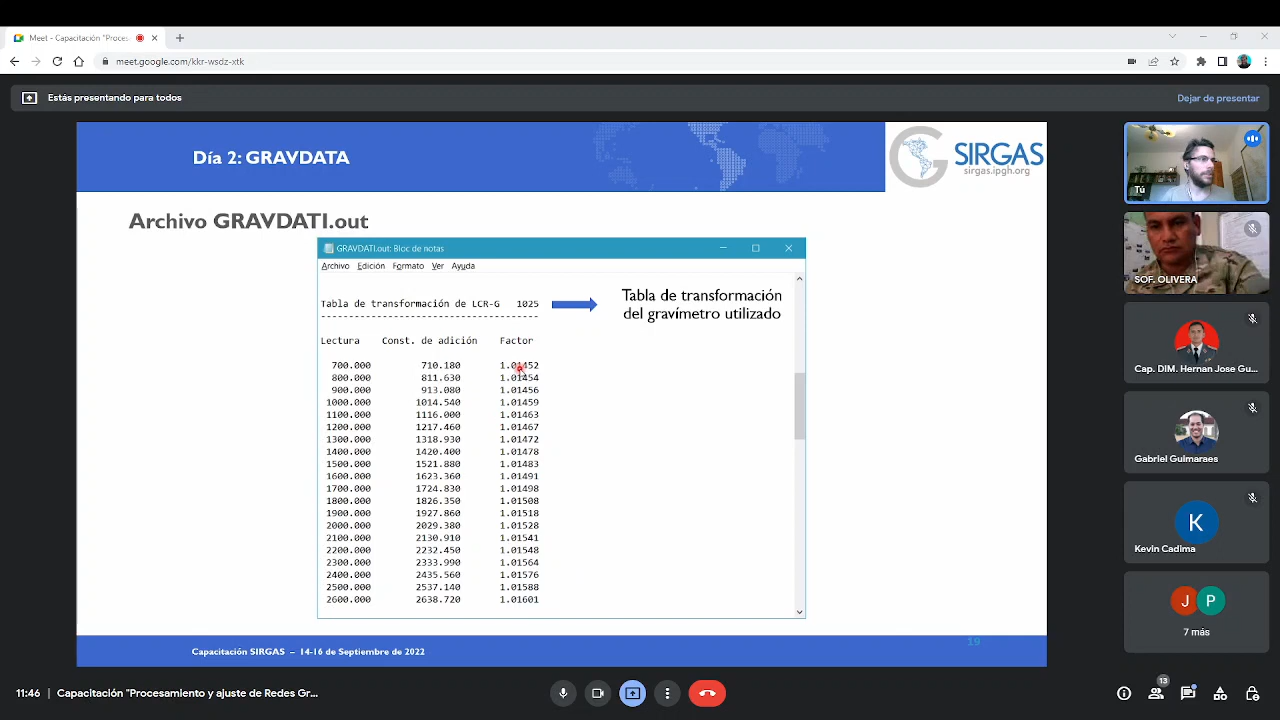 Meet - Capacitación "Proces
meet.google.com/kkr-wsdz-xtk
Estás presentando para todos
Dejar de presentar
Día 2: GRAVDATA
SIRGAS
sirgas.ipgh.org
Archivo GRAVDATI.out
GRAVDATI.out: Bloc de notas
Archivo Edición Formato Ver Ayuda
Tabla de transformación de LCR-G 1025
--------------------------------------
Tabla de transformación
del gravímetro utilizado
Lectura Const. de adición Factor
700.000 710.180 1.01452
800.000 811.630 1.01454
900.000 913.080 1.01456
1000.000 1014.540 1.01459
1100.000 1116.000 1.01463
1200.000 1217.460 1.01467
1300.000 1318.930 1.01472
1400.000 1420.400 1.01478
1500.000 1521.880 1.01483
1600.000 1623.360 1.01491
1700.000 1724.830 1.01498
1800.000 1826.350 1.01508
1900.000 1927.860 1.01518
2000.000 2029.380 1.01528
2100.000 2130.910 1.01541
2200.000 2232.450 1.01548
2300.000 2333.990 1.01564
2400.000 2435.560 1.01576
2500.000 2537.140 1.01588
2600.000 2638.720 1.01601
19
Capacitación SIRGAS – 14-16 de Septiembre de 2022
Tú
SOF. OLIVERA
Cap. DIM. Hernan Jose Gu...
Gabriel Guimaraes
K
Kevin Cadima
J P
7 más
11:46 | Capacitación "Procesamiento y ajuste de Redes Gr...
13